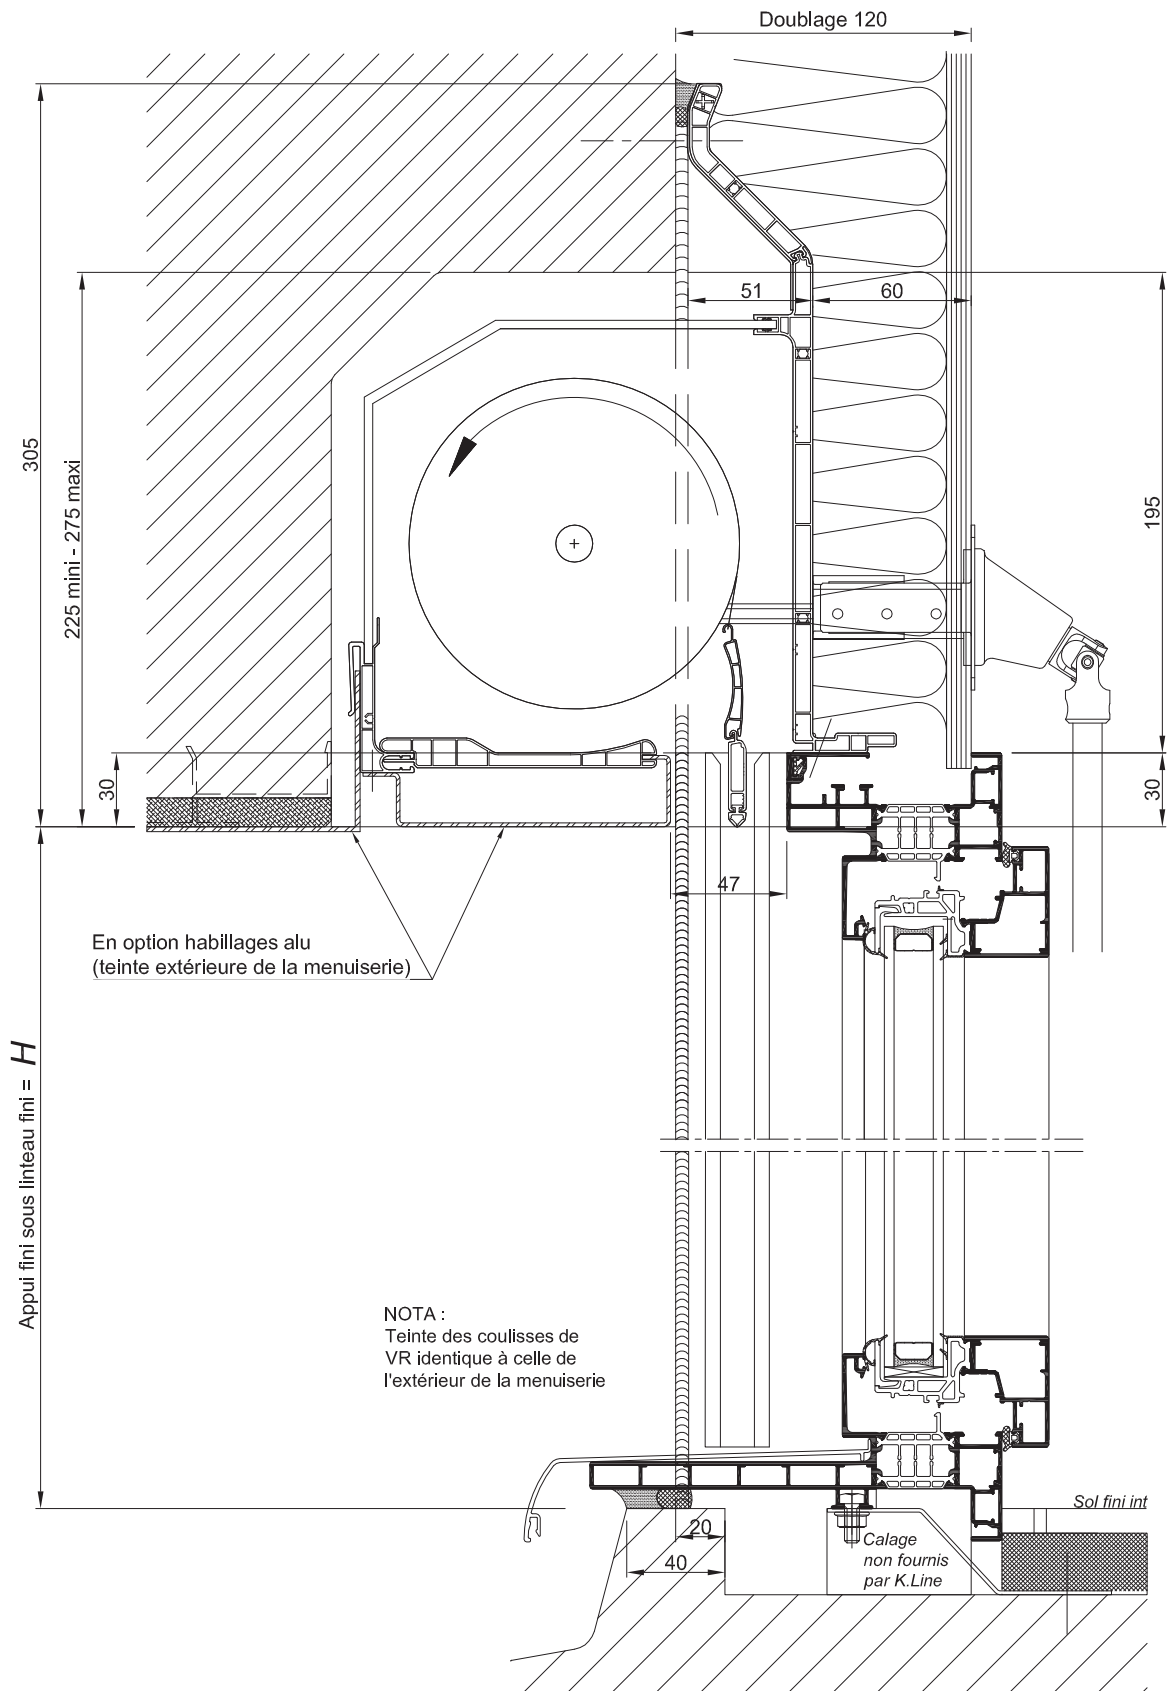 Doublage 120
51
60
305
225 mini - 275 maxi
195
30
30
47
En option habillages alu
(teinte extérieure de la menuiserie)
Appui fini sous linteau fini = H
NOTA :
Teinte des coulisses de
VR identique à celle de
l'extérieur de la menuiserie
Sol fini int
20
40
Calage
non fournis
par K.Line